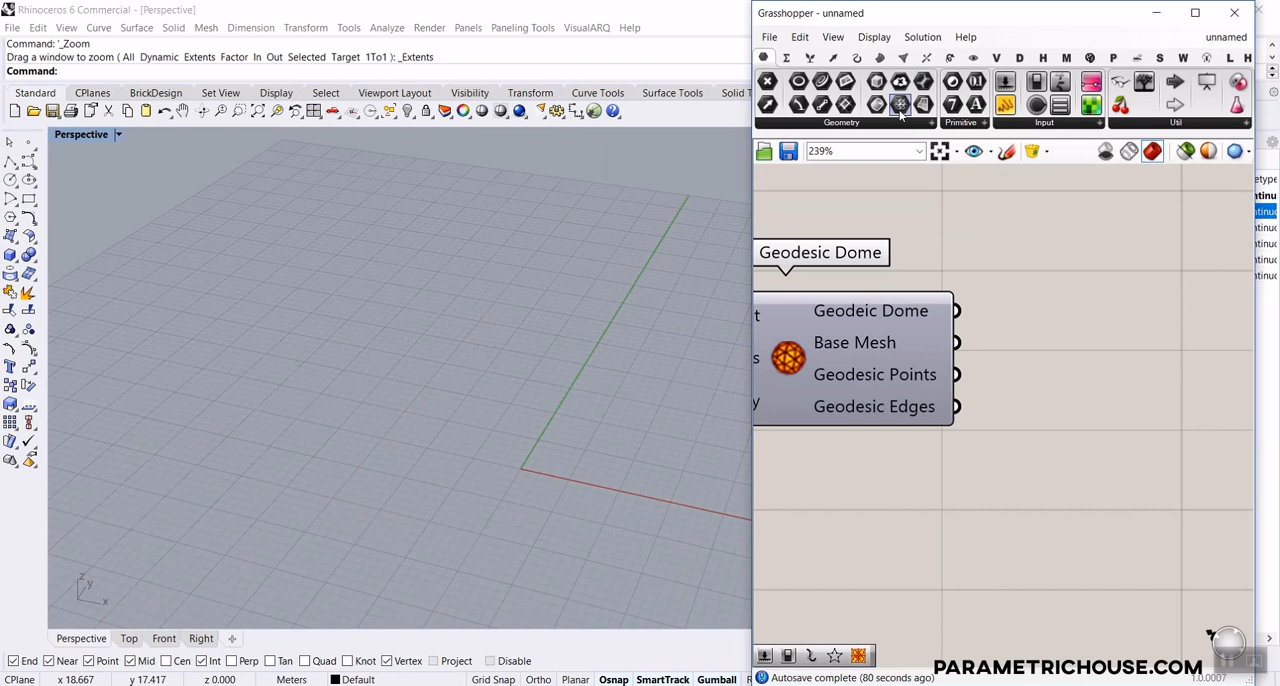 Rhinoceros 6 Commercial - [Perspective]
File Edit View Curve Surface Solid Mesh Dimension Transform Tools Analyze Render Panels Paneling Tools VisualARQ Help
Command: '_Zoom
Drag a window to zoom ( All Dynamic Extents Factor In Out Selected Target 1To1 ): _Extents
Command:
Standard CPlanes BrickDesign Set View Display Select Viewport Layout Visibility Transform Curve Tools Surface Tools Solid T
Perspective
z
y
x
Perspective Top Front Right
End Near Point Mid Cen Int Perp Tan Quad Knot Vertex Project Disable
CPlane x 18.667 y 17.417 z 0.000 Meters Default Grid Snap Ortho Planar Osnap SmartTrack Gumball
Grasshopper - unnamed
File Edit View Display Solution Help unnamed
V D H M P S W L H
Geometry Primitive Input Util
239%
Geodesic Dome
t
s
y
Geodeic Dome
Base Mesh
Geodesic Points
Geodesic Edges
PARAMETRICHOUSE.COM
Autosave complete (80 seconds ago)
1.0.0007